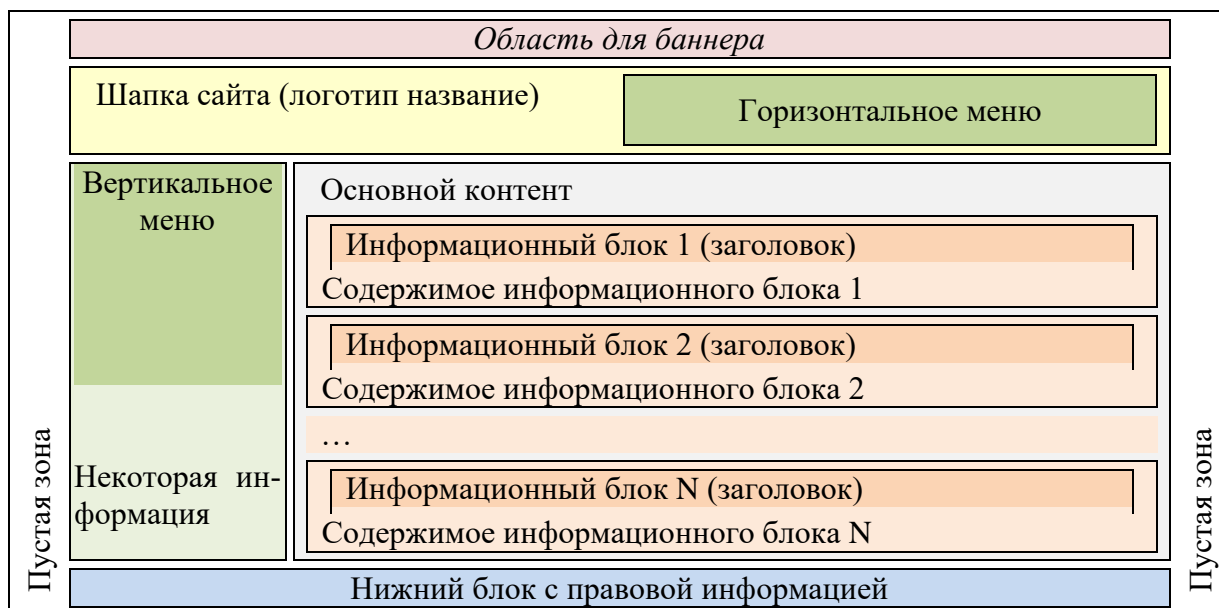 Область для баннера
Шапка сайта (логотип название)
Горизонтальное меню
Вертикальное
меню
Основной контент
Информационный блок 1 (заголовок)
Содержимое информационного блока 1
Информационный блок 2 (заголовок)
Содержимое информационного блока 2
…
Информационный блок N (заголовок)
Содержимое информационного блока N
Некоторая ин-
формация
Пустая зона
Пустая зона
Нижний блок с правовой информацией